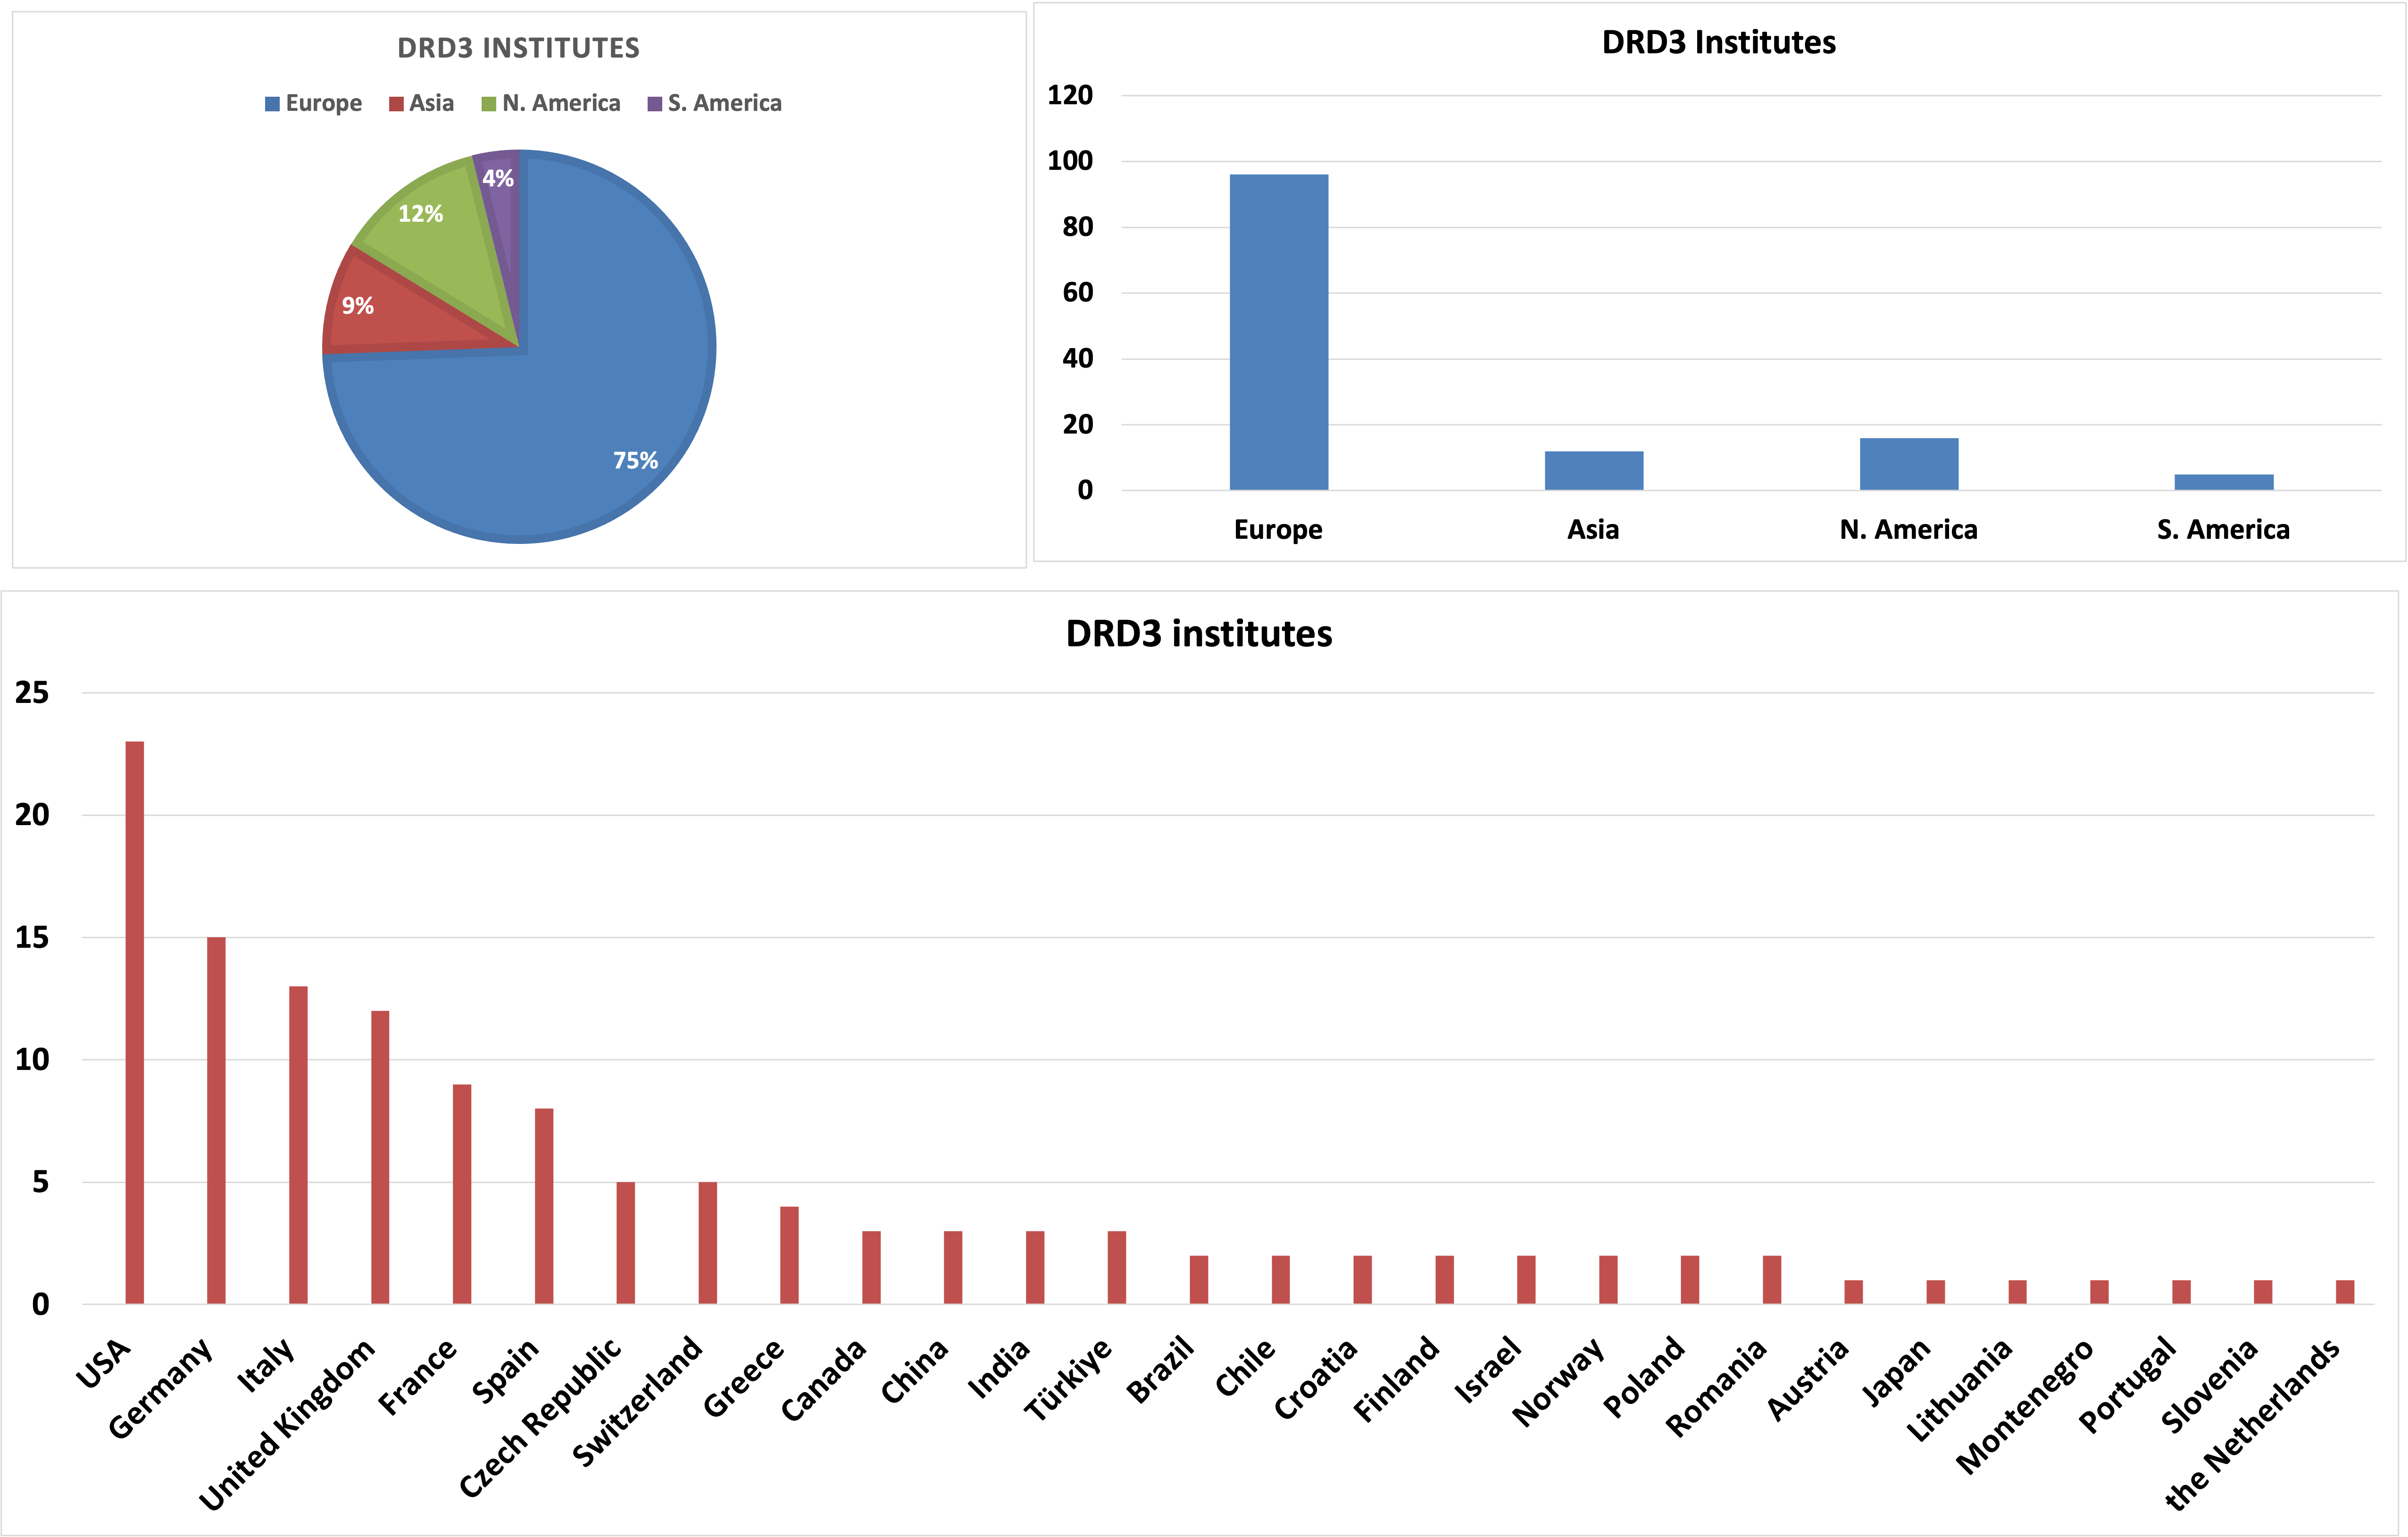 DRD3 INSTITUTES
Europe Asia N. America S. America
4%
12%
9%
75%
DRD3 Institutes
120
100
80
60
40
20
0
Europe Asia N. America S. America
DRD3 institutes
25
20
15
10
5
0
USA
Germany
Italy
United Kingdom
France
Spain
Czech Republic
Switzerland
Greece
Canada
China
India
Türkiye
Brazil
Chile
Croatia
Finland
Israel
Norway
Poland
Romania
Austria
Japan
Lithuania
Montenegro
Portugal
Slovenia
the Netherlands